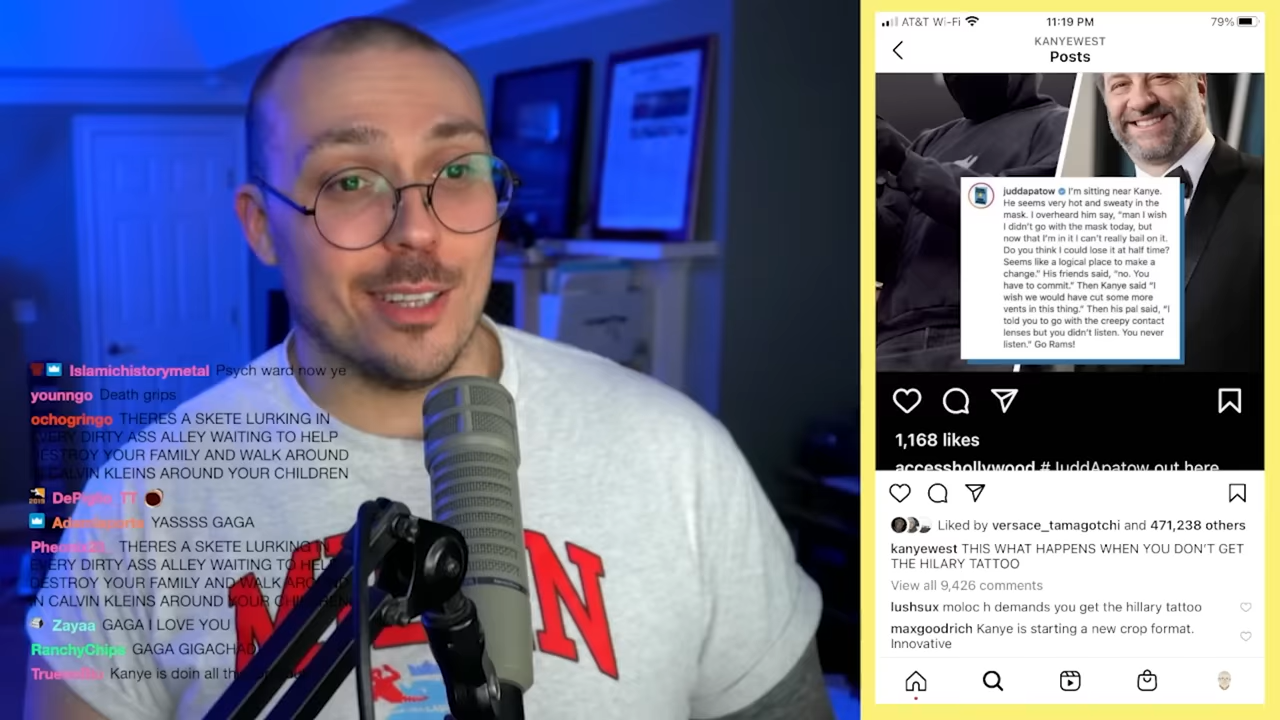 Islamichistorymetal Psych ward now ye
younngo Death grips
ochogringo THERES A SKETE LURKING IN
EVERY DIRTY ASS ALLEY WAITING TO HELP
DESTROY YOUR FAMILY AND WALK AROUND
IN CALVIN KLEINS AROUND YOUR CHILDREN
TT
YASSSS GAGA
THERES A SKETE LURKING IN
EVERY DIRTY ASS ALLEY WAITING TO HELP
DESTROY YOUR FAMILY AND WALK AROUND
IN CALVIN KLEINS AROUND YOUR CHILDREN
Zayaa GAGA I LOVE YOU
RanchyChips GAGA GIGACHAD
Kanye is doin all
AT&T Wi-Fi 11:19 PM 79%
KANYEWEST
Posts
juddapatow I'm sitting near Kanye.
He seems very hot and sweaty in the
mask. I overheard him say, "man I wish
I didn't go with the mask today, but
now that I'm in it I can't really bail on it.
Do you think I could lose it at half time?
Seems like a logical place to make a
change." His friends said, "no. You
have to commit." Then Kanye said "I
wish we would have cut some more
vents in this thing." Then his pal said, "I
told you to go with the creepy contact
lenses but you didn't listen. You never
listen." Go Rams!
1,168 likes
accesshollywood #JuddApatow out here
Liked by versace_tamagotchi and 471,238 others
kanyewest THIS WHAT HAPPENS WHEN YOU DON'T GET
THE HILARY TATTOO
View all 9,426 comments
lushsux moloc h demands you get the hillary tattoo
maxgoodrich Kanye is starting a new crop format.
Innovative